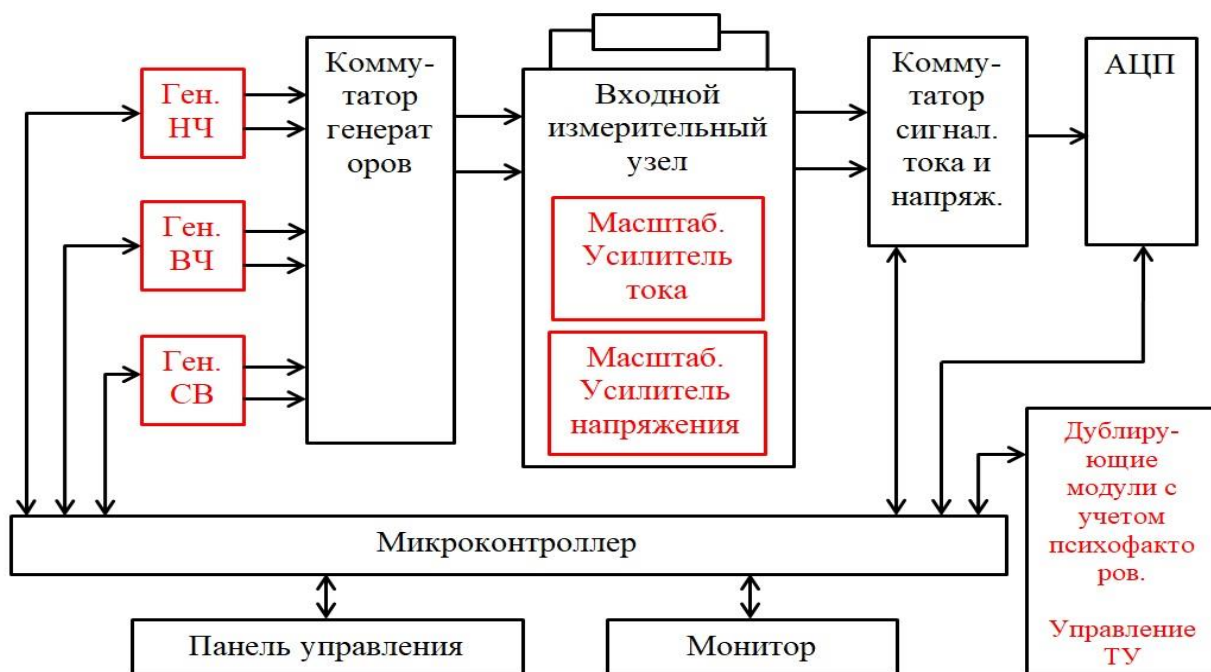 Ген.
НЧ
Ген.
ВЧ
Ген.
СВ
Комму-
татор
генерат
оров
Входной
измерительный
узел
Масштаб.
Усилитель
тока
Масштаб.
Усилитель
напряжения
Комму-
татор
сигнал.
тока и
напряж.
АЦП
Дублиру-
ющие
модули с
учетом
психофакто
ров.
Управление
ТУ
Микроконтроллер
Панель управления
Монитор